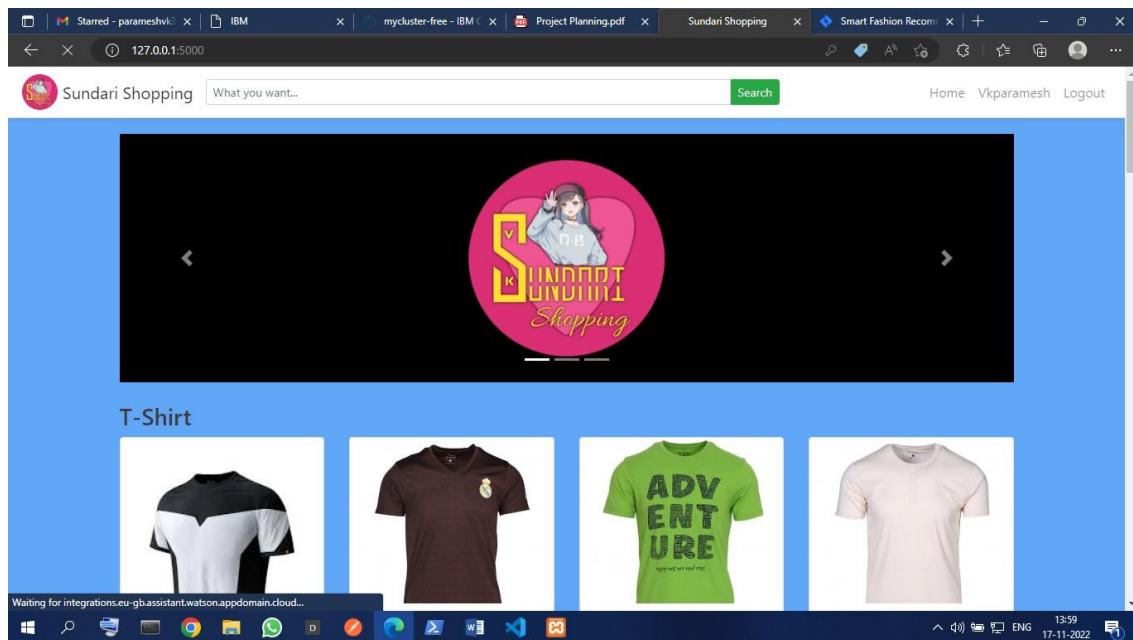 Starred - parameshvk
IBM
mycluster-free - IBM C
Project Planning.pdf
Sundari Shopping
Smart Fashion Recom
127.0.0.1:5000
Sundari Shopping
What you want...
Search
Home
Vkparamesh
Logout
V
K
SUNDARI
Shopping
T-Shirt
ADV
ENT
URE
Waiting for integrations.eu-gb.assistant.watson.appdomain.cloud...
ENG
13:59
17-11-2022